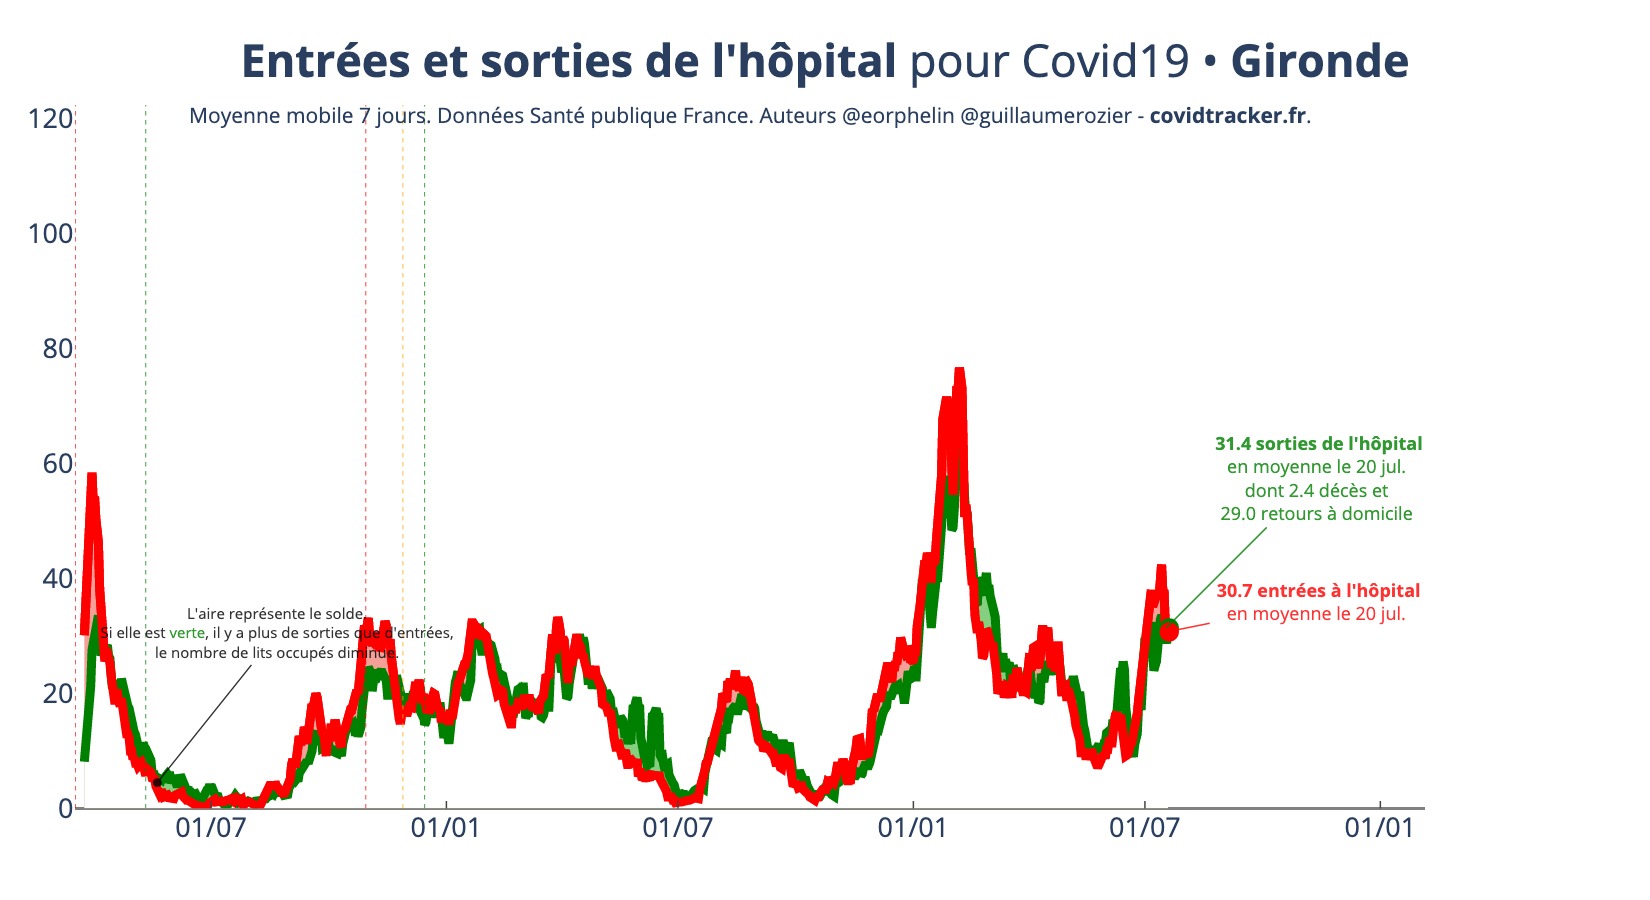 Entrées et sorties de l'hôpital pour Covid19 • Gironde
Moyenne mobile 7 jours. Données Santé publique France. Auteurs @eorphelin @guillaumerozier - covidtracker.fr.
120
100
80
60
40
20
0
L'aire représente le solde.
Si elle est verte, il y a plus de sorties que d'entrées,
le nombre de lits occupés diminue.
31.4 sorties de l'hôpital
en moyenne le 20 jul.
dont 2.4 décès et
29.0 retours à domicile
30.7 entrées à l'hôpital
en moyenne le 20 jul.
01/07 01/01 01/07 01/01 01/07 01/01